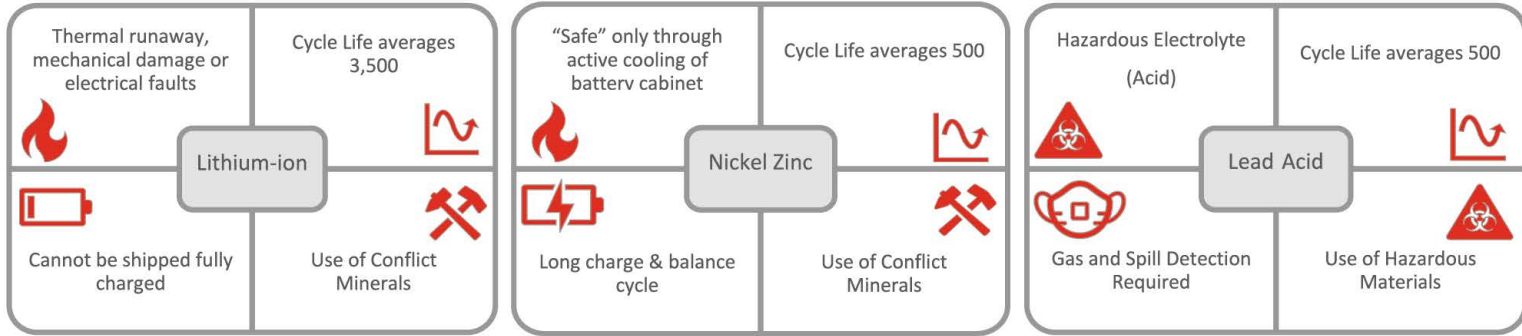 Thermal runaway,
mechanical damage or
electrical faults
Cycle Life averages
3,500
Lithium-ion
Cannot be shipped fully
charged
Use of Conflict
Minerals
“Safe” only through
active cooling of
battery cabinet
Cycle Life averages 500
Nickel Zinc
Long charge & balance
cycle
Use of Conflict
Minerals
Hazardous Electrolyte
(Acid)
Cycle Life averages 500
Lead Acid
Gas and Spill Detection
Required
Use of Hazardous
Materials